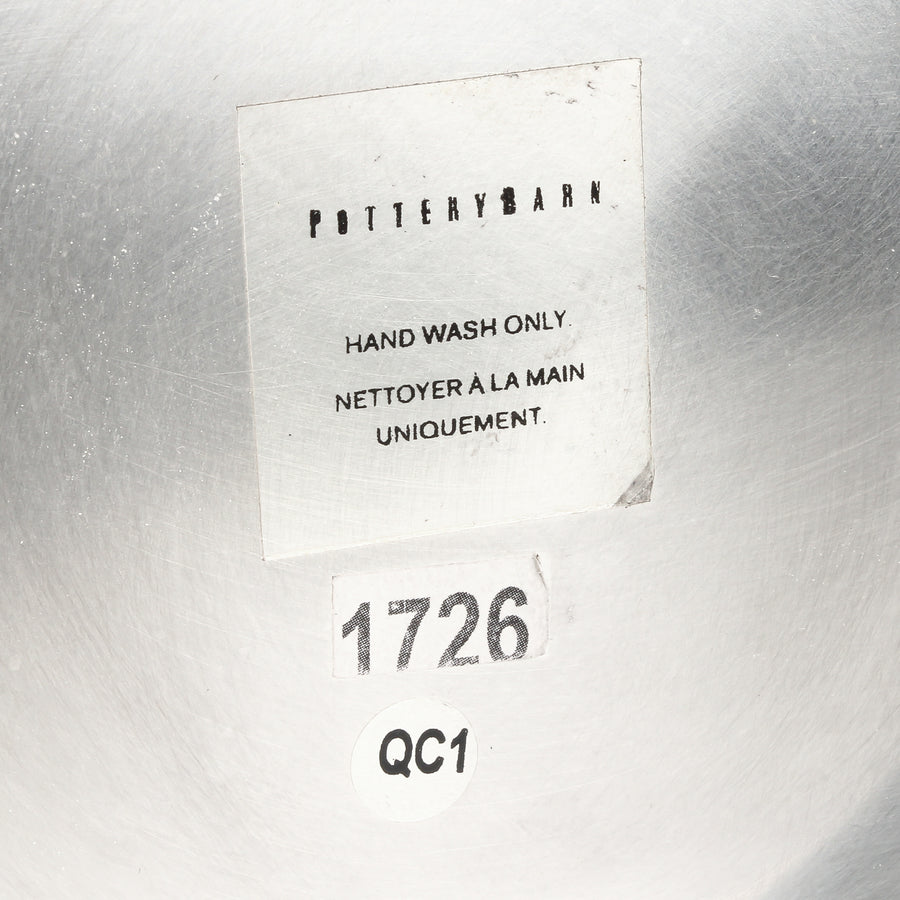 POTTERYBARN
HAND WASH ONLY.
NETTOYER À LA MAIN
UNIQUEMENT.
1726
QC1